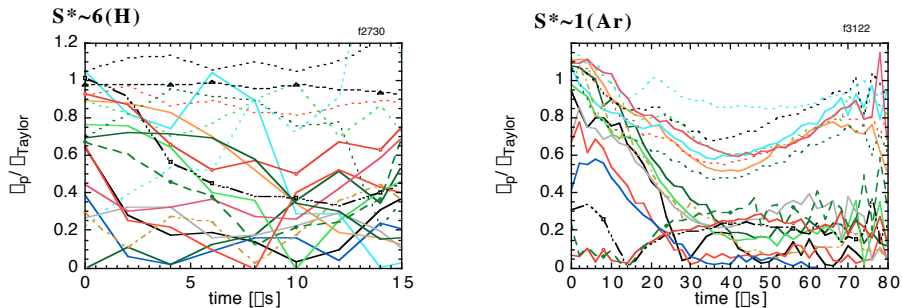 S*~6(H)
f2730
1.2
1
0.8
0.6
0.4
0.2
0
0 5 10 15
time [□s]
□p/ □Taylor
S*~1(Ar)
f3122
1.2
1
0.8
0.6
0.4
0.2
0
0 10 20 30 40 50 60 70 80
time [□s]
□p/ □Taylor